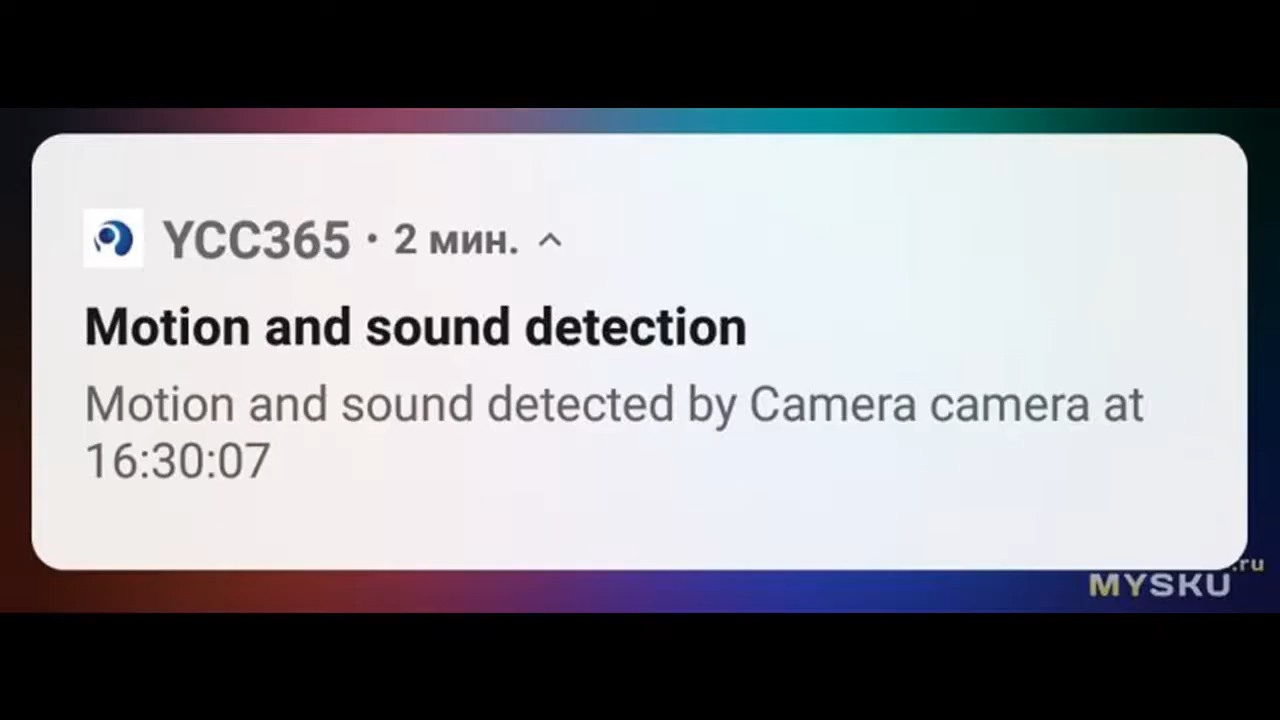 YCC365 · 2 мин.
Motion and sound detection
Motion and sound detected by Camera camera at
16:30:07
MYSKU.ru